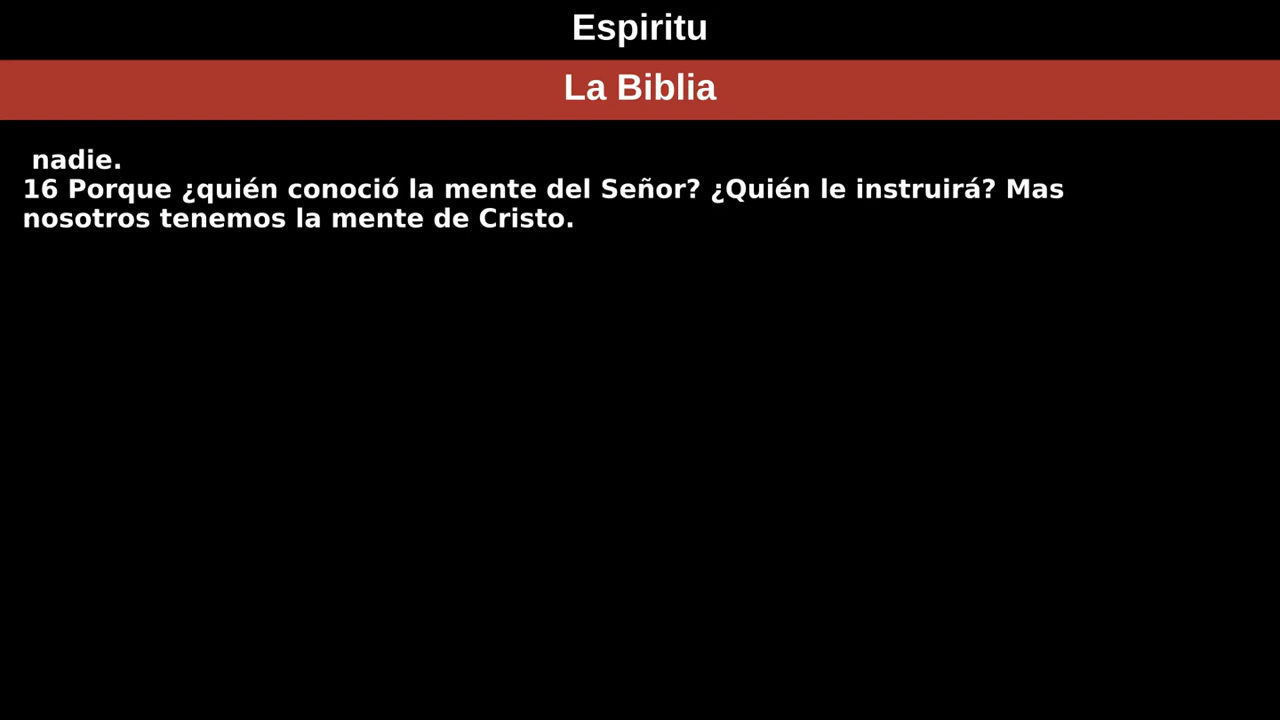 Espiritu
La Biblia
nadie.
16 Porque ¿quién conoció la mente del Señor? ¿Quién le instruirá? Mas
nosotros tenemos la mente de Cristo.